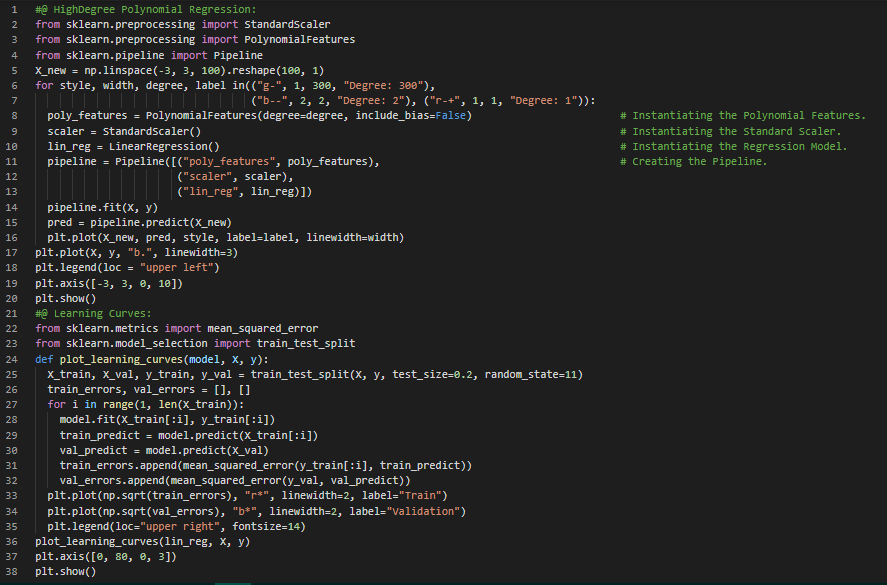 1 #@ HighDegree Polynomial Regression:
2 from sklearn.preprocessing import StandardScaler
3 from sklearn.preprocessing import PolynomialFeatures
4 from sklearn.pipeline import Pipeline
5 X_new = np.linspace(-3, 3, 100).reshape(100, 1)
6 for style, width, degree, label in(("g-", 1, 300, "Degree: 300"),
7                                    ("b--", 2, 2, "Degree: 2"), ("r-+", 1, 1, "Degree: 1")):
8   poly_features = PolynomialFeatures(degree=degree, include_bias=False)                        # Instantiating the Polynomial Features.
9   scaler = StandardScaler()                                                                    # Instantiating the Standard Scaler.
10   lin_reg = LinearRegression()                                                                 # Instantiating the Regression Model.
11   pipeline = Pipeline([("poly_features", poly_features),                                       # Creating the Pipeline.
12                        ("scaler", scaler),
13                        ("lin_reg", lin_reg)])
14   pipeline.fit(X, y)
15   pred = pipeline.predict(X_new)
16   plt.plot(X_new, pred, style, label=label, linewidth=width)
17 plt.plot(X, y, "b.", linewidth=3)
18 plt.legend(loc = "upper left")
19 plt.axis([-3, 3, 0, 10])
20 plt.show()
21 #@ Learning Curves:
22 from sklearn.metrics import mean_squared_error
23 from sklearn.model_selection import train_test_split
24 def plot_learning_curves(model, X, y):
25   X_train, X_val, y_train, y_val = train_test_split(X, y, test_size=0.2, random_state=11)
26   train_errors, val_errors = [], []
27   for i in range(1, len(X_train)):
28     model.fit(X_train[:i], y_train[:i])
29     train_predict = model.predict(X_train[:i])
30     val_predict = model.predict(X_val)
31     train_errors.append(mean_squared_error(y_train[:i], train_predict))
32     val_errors.append(mean_squared_error(y_val, val_predict))
33   plt.plot(np.sqrt(train_errors), "r*", linewidth=2, label="Train")
34   plt.plot(np.sqrt(val_errors), "b*", linewidth=2, label="Validation")
35   plt.legend(loc="upper right", fontsize=14)
36 plot_learning_curves(lin_reg, X, y)
37 plt.axis([0, 80, 0, 3])
38 plt.show()